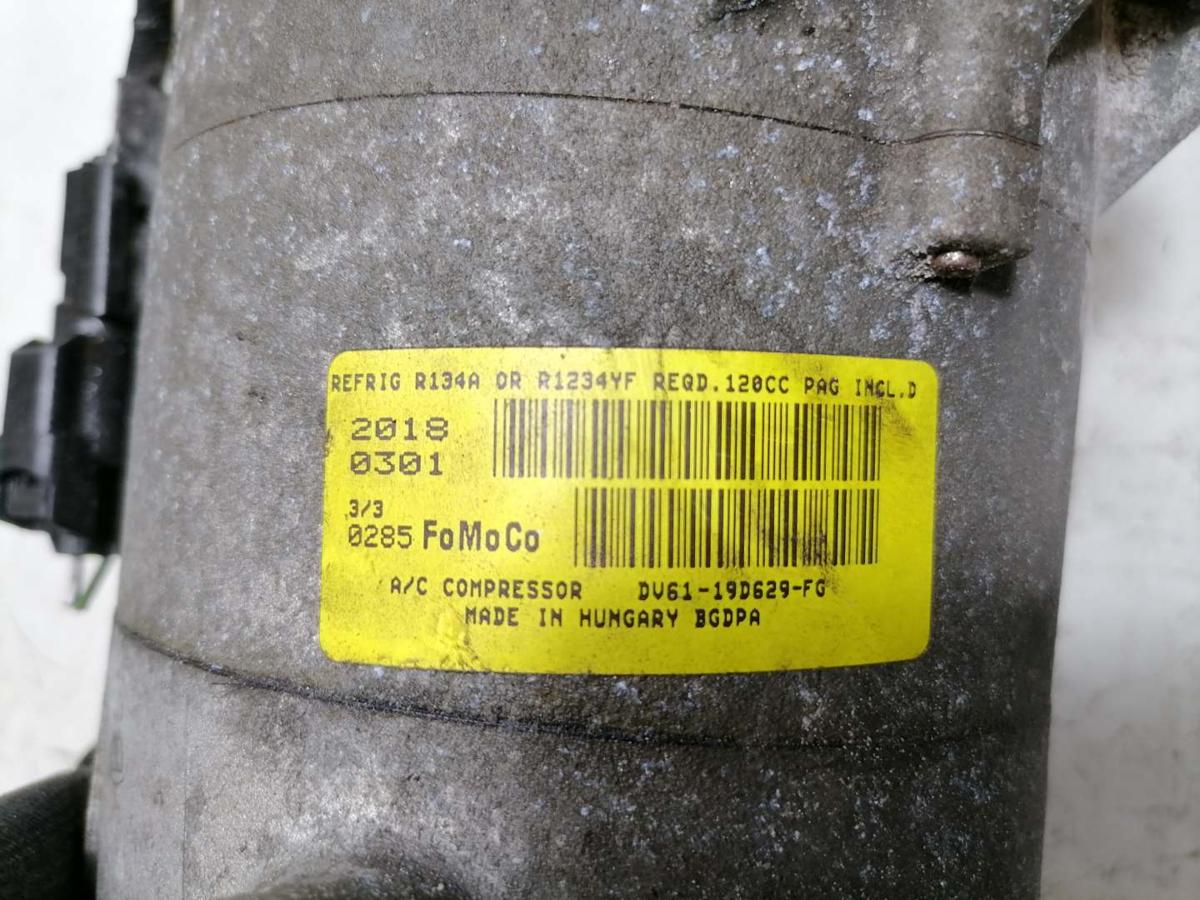 REFRIG R134A OR R1234YF REQD.120CC PAG INCL.D
2018
0301
3/3
0285 FoMoCo
A/C COMPRESSOR DV61-19D629-FG
MADE IN HUNGARY BGDPA